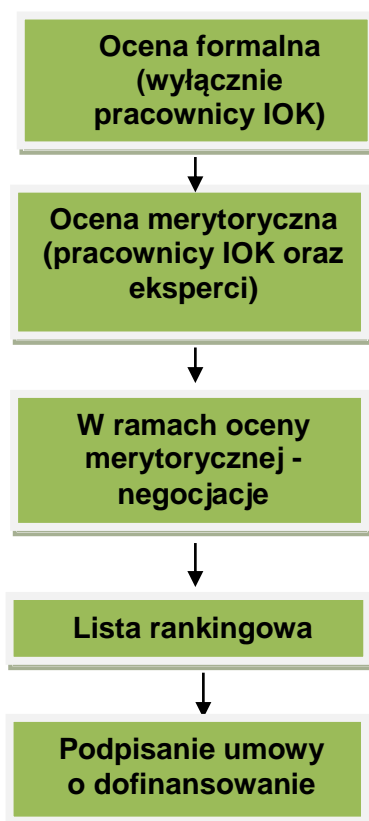 Ocena formalna
(wyłącznie
pracownicy IOK)
Ocena merytoryczna
(pracownicy IOK oraz
eksperci)
W ramach oceny
merytorycznej -
negocjacje
Lista rankingowa
Podpisanie umowy
o dofinansowanie